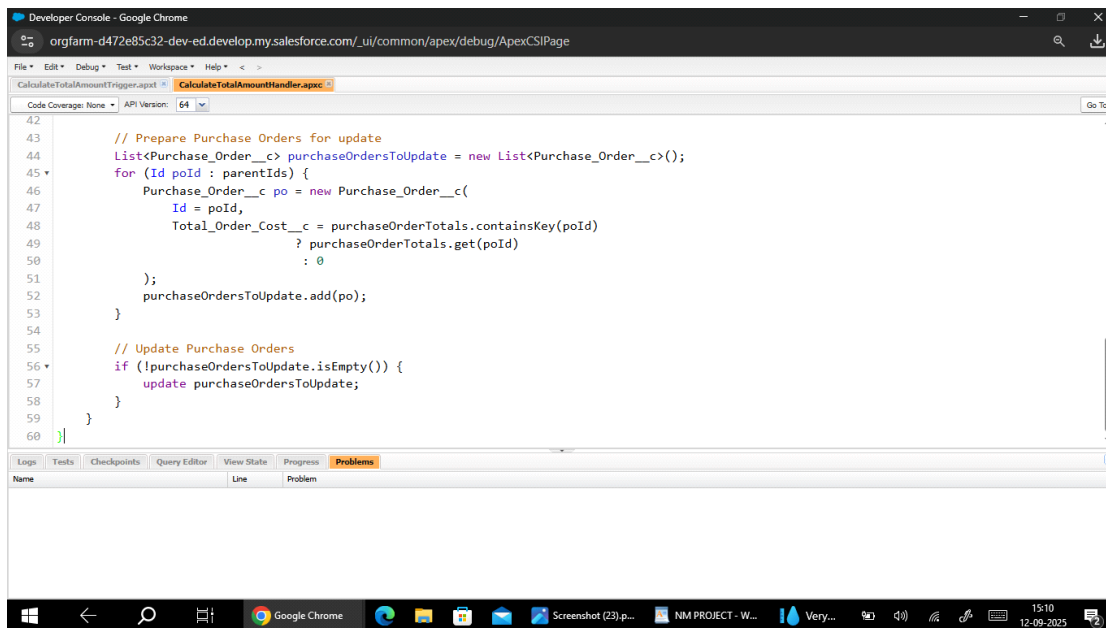 Developer Console - Google Chrome
orgfarm-d472e85c32-dev-ed.develop.my.salesforce.com/_ui/common/apex/debug/ApexCSIPage
File Edit Debug Test Workspace Help < >
CalculateTotalAmountTrigger.apxt CalculateTotalAmountHandler.apxc
Code Coverage: None API Version: 64 Go To
42
43 // Prepare Purchase Orders for update
44 List<Purchase_Order__c> purchaseOrdersToUpdate = new List<Purchase_Order__c>();
45 for (Id poId : parentIds) {
46 Purchase_Order__c po = new Purchase_Order__c(
47 Id = poId,
48 Total_Order_Cost__c = purchaseOrderTotals.containsKey(poId)
49 ? purchaseOrderTotals.get(poId)
50 : 0
51 );
52 purchaseOrdersToUpdate.add(po);
53 }
54
55 // Update Purchase Orders
56 if (!purchaseOrdersToUpdate.isEmpty()) {
57 update purchaseOrdersToUpdate;
58 }
59 }
60 }
Logs Tests Checkpoints Query Editor View State Progress Problems
Name Line Problem
Google Chrome Screenshot (23).p... NM PROJECT - W... Very... 15:10
12-09-2025 2